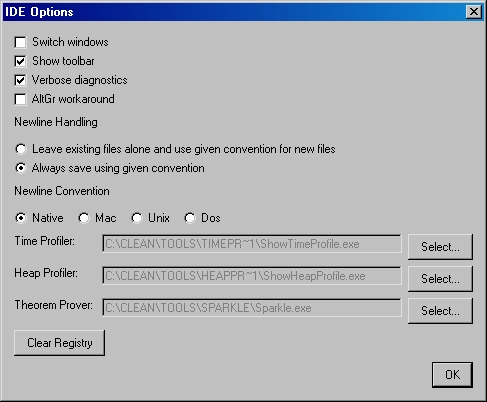 IDE Options
Switch windows
Show toolbar
Verbose diagnostics
AltGr workaround
Newline Handling
Leave existing files alone and use given convention for new files
Always save using given convention
Newline Convention
Native Mac Unix Dos
Time Profiler: C:\CLEAN\TOOLS\TIMEPR~1\ShowTimeProfile.exe Select...
Heap Profiler: C:\CLEAN\TOOLS\HEAPPR~1\ShowHeapProfile.exe Select...
Theorem Prover: C:\CLEAN\TOOLS\SPARKLE\Sparkle.exe Select...
Clear Registry
OK